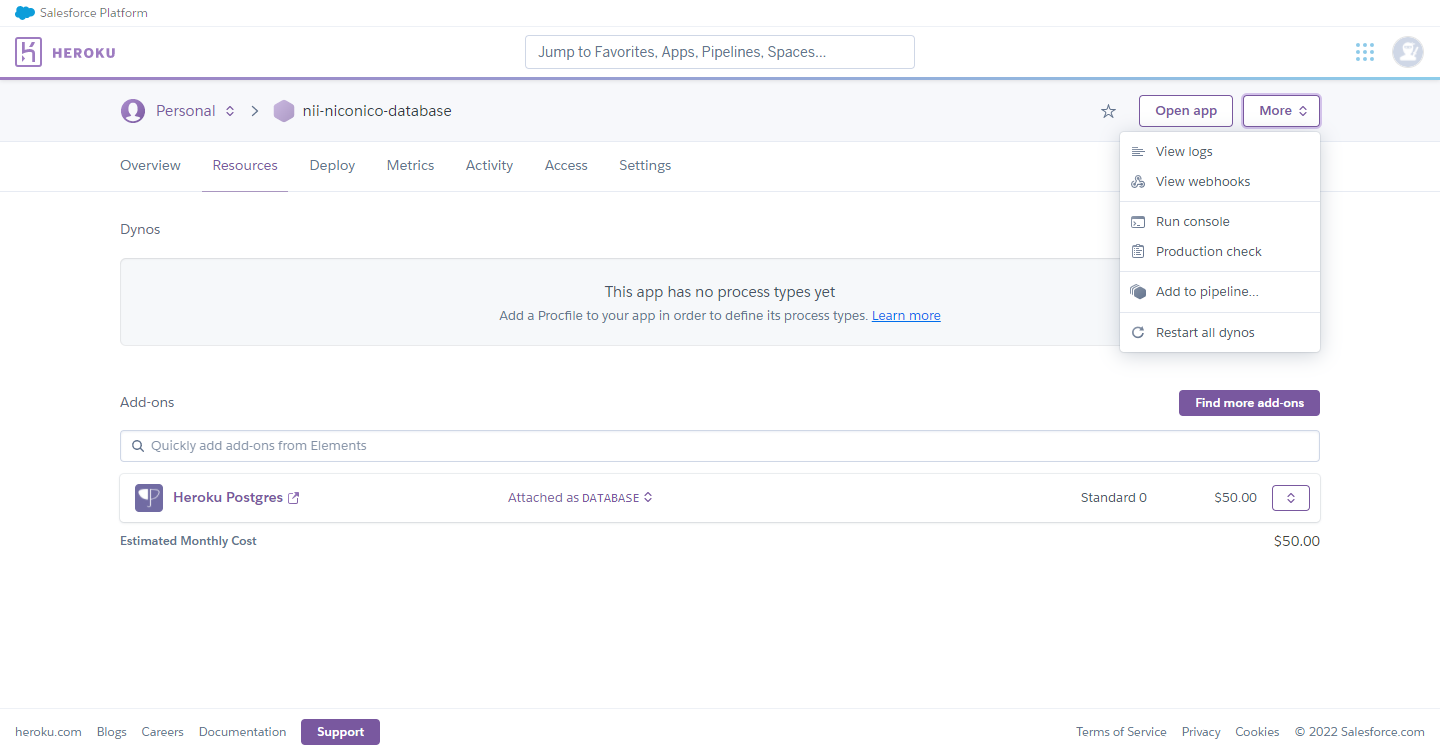 Salesforce Platform
HEROKU
Jump to Favorites, Apps, Pipelines, Spaces...
Personal
nii-niconico-database
Open app
More
View logs
View webhooks
Run console
Production check
Add to pipeline...
Restart all dynos
Overview
Resources
Deploy
Metrics
Activity
Access
Settings
Dynos
This app has no process types yet
Add a Procfile to your app in order to define its process types. Learn more
Add-ons
Find more add-ons
Quickly add add-ons from Elements
Heroku Postgres
Attached as DATABASE
Standard 0
$50.00
Estimated Monthly Cost
$50.00
heroku.com
Blogs
Careers
Documentation
Support
Terms of Service
Privacy
Cookies
© 2022 Salesforce.com